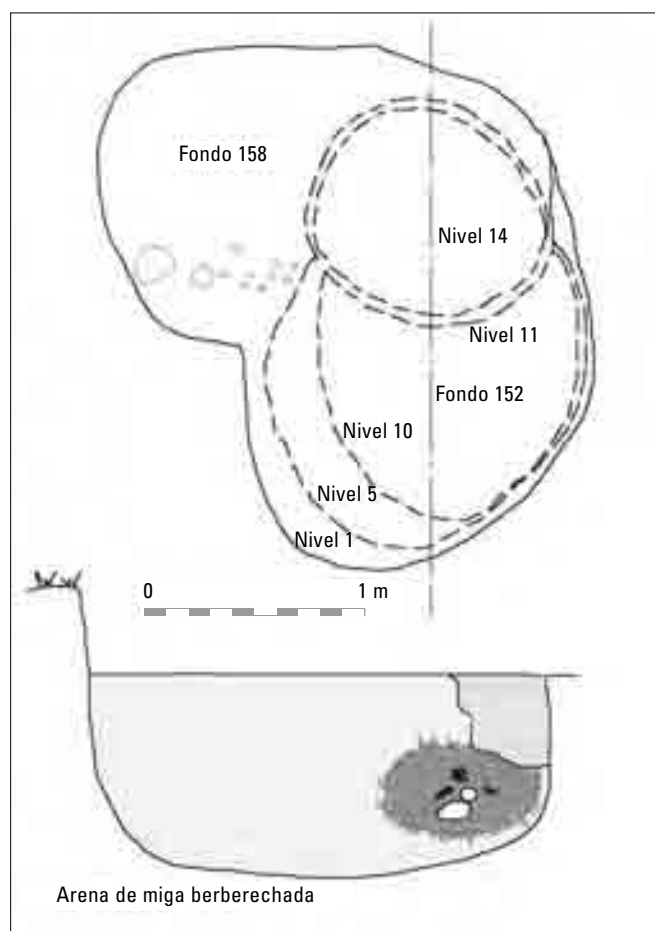 Fondo 158
Nivel 14
Nivel 11
Fondo 152
Nivel 10
Nivel 5
Nivel 1
0 1 m
Arena de miga berberechada